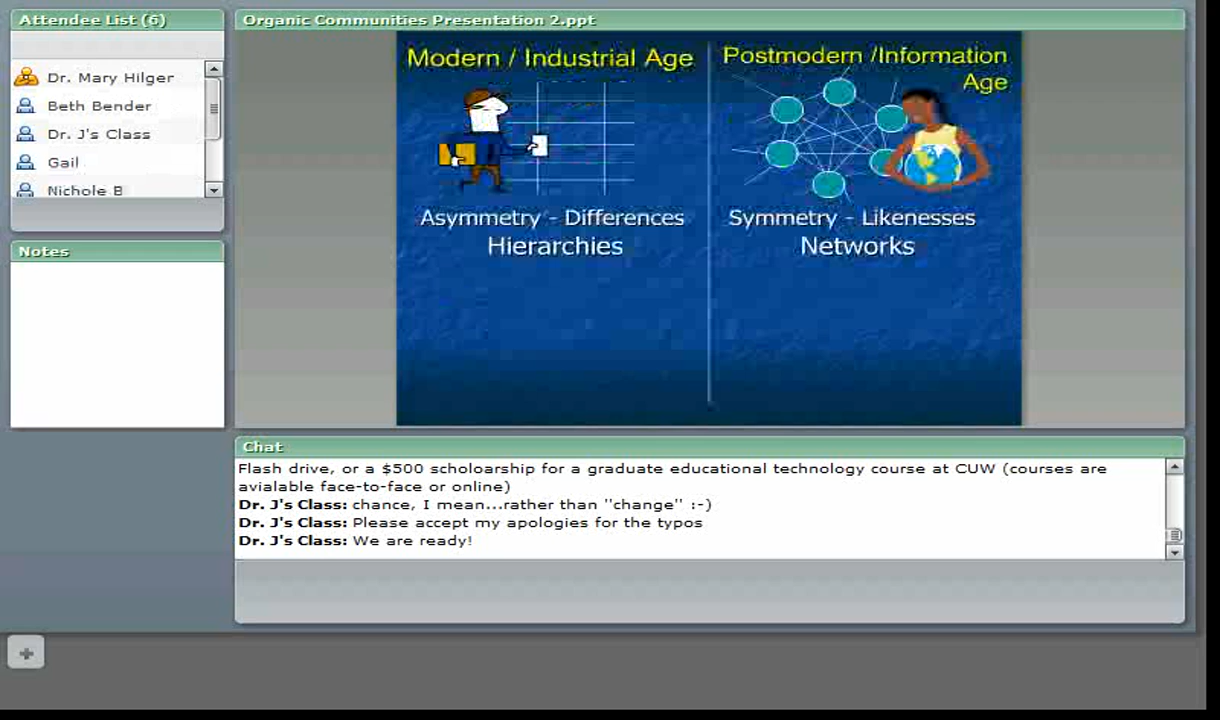 Attendee List (6)
Dr. Mary Hilger
Beth Bender
Dr. J's Class
Gail
Nichole B
Notes
Organic Communities Presentation 2.ppt
Modern / Industrial Age
Asymmetry - Differences
Hierarchies
Postmodern /Information
Age
Symmetry - Likenesses
Networks
Chat
Flash drive, or a $500 scholoarship for a graduate educational technology course at CUW (courses are
avialable face-to-face or online)
Dr. J's Class: chance, I mean...rather than "change" :-)
Dr. J's Class: Please accept my apologies for the typos
Dr. J's Class: We are ready!